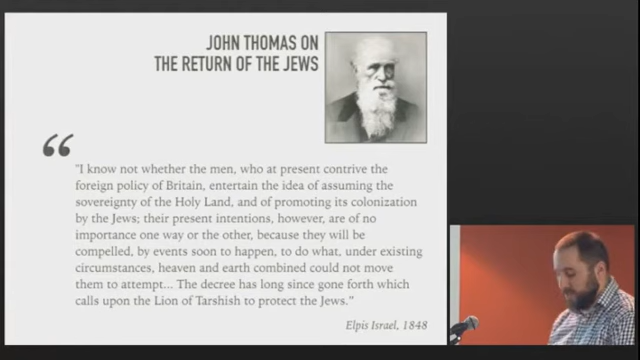 JOHN THOMAS ON
THE RETURN OF THE JEWS
“
"I know not whether the men, who at present contrive the
foreign policy of Britain, entertain the idea of assuming the
sovereignty of the Holy Land, and of promoting its colonization
by the Jews; their present intentions, however, are of no
importance one way or the other, because they will be
compelled, by events soon to happen, to do what, under existing
circumstances, heaven and earth combined could not move
them to attempt... The decree has long since gone forth which
calls upon the Lion of Tarshish to protect the Jews.”
Elpis Israel, 1848